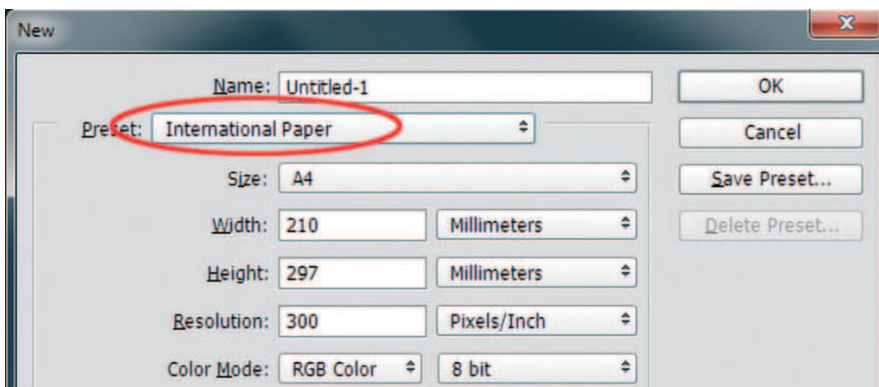 New
Name: Untitled-1 OK
Preset: International Paper Cancel
Size: A4 Save Preset...
Width: 210 Millimeters Delete Preset...
Height: 297 Millimeters
Resolution: 300 Pixels/Inch
Color Mode: RGB Color 8 bit